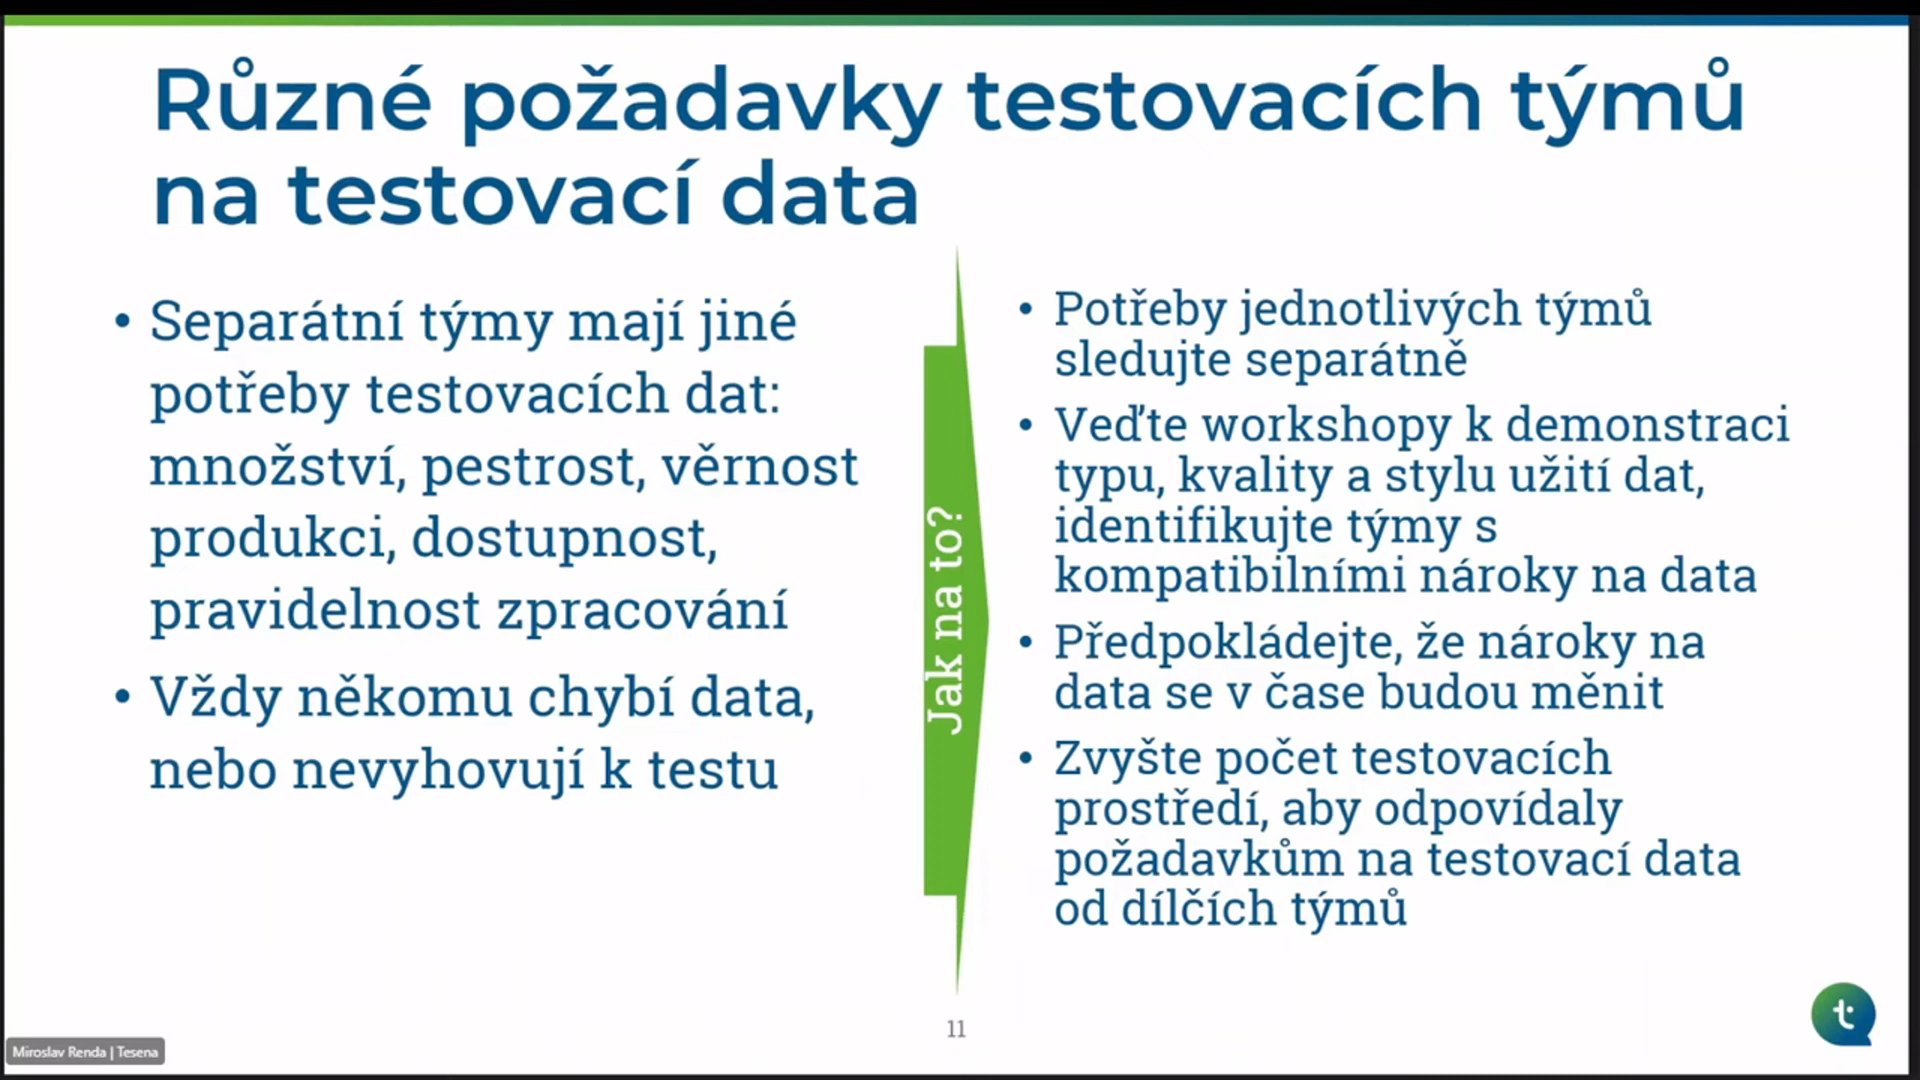 Různé požadavky testovacích týmů
na testovací data
• Separátní týmy mají jiné
potřeby testovacích dat:
množství, pestrost, věrnost
produkci, dostupnost,
pravidelnost zpracování
• Vždy někomu chybí data,
nebo nevyhovují k testu
Jak na to?
• Potřeby jednotlivých týmů
sledujte separátně
• Veďte workshopy k demonstraci
typu, kvality a stylu užití dat,
identifikujte týmy s
kompatibilními nároky na data
• Předpokládejte, že nároky na
data se v čase budou měnit
• Zvyšte počet testovacích
prostředí, aby odpovídaly
požadavkům na testovací data
od dílčích týmů
11
t
Miroslav Renda | Tesena